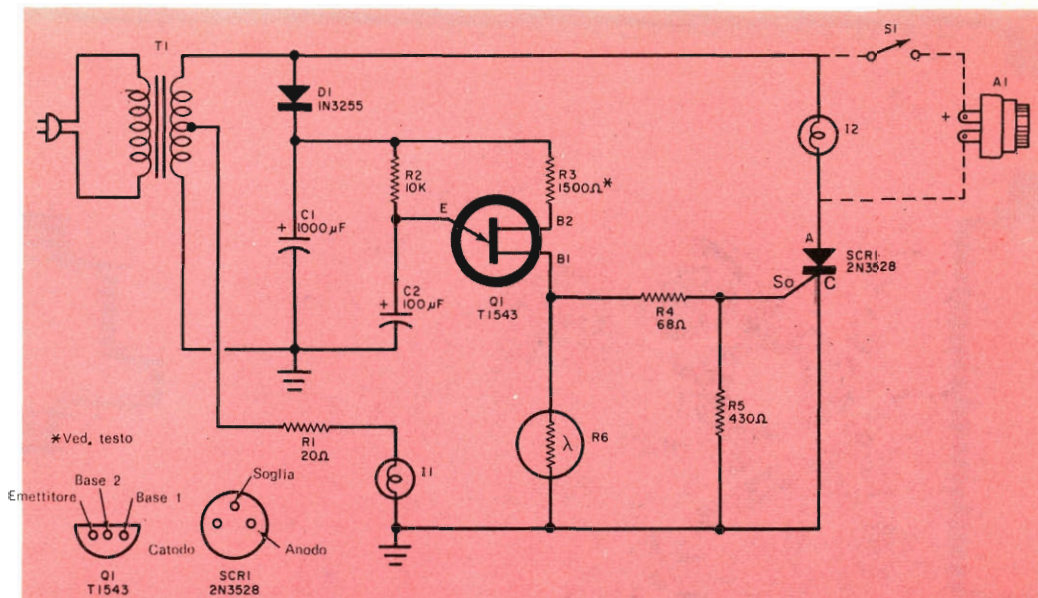 T1
S1
A1
D1
1N3255
+
I2
R2
10K
R3
1500Ω*
C1
+ 1000µF
E
B2
B1
A
SCR1
2N3528
So
C
C2
+ 100µF
Q1
T1543
R4
68Ω
R5
430Ω
λ
R6
*Ved. testo
R1
20Ω
I1
Soglia
Base 2
Emettitore
Base 1
Catodo
Anodo
Q1
T1543
SCR1
2N3528